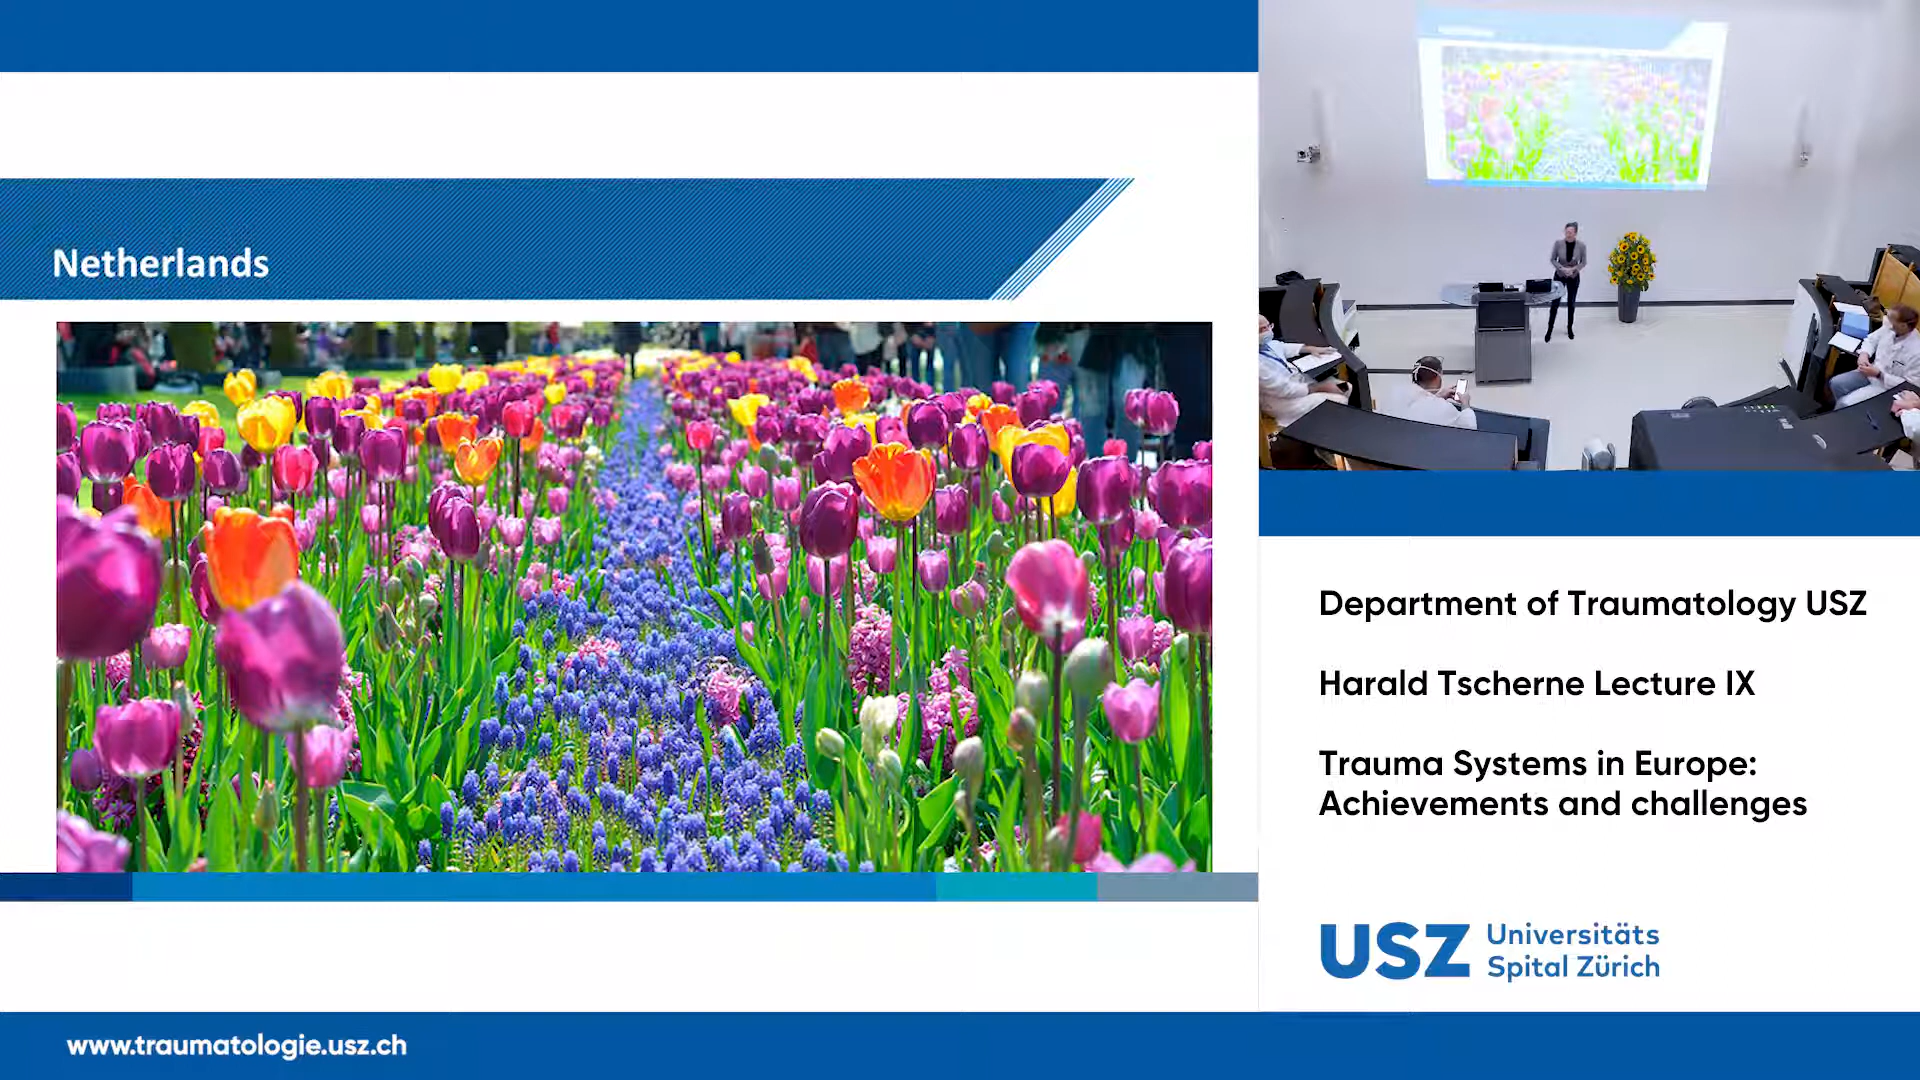 Netherlands
Department of Traumatology USZ
Harald Tscherne Lecture IX
Trauma Systems in Europe:
Achievements and challenges
USZ Universitäts
Spital Zürich
www.traumatologie.usz.ch